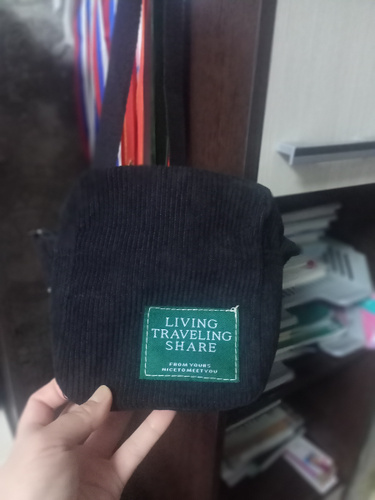 LIVING
TRAVELING
SHARE
FROM YOURS
NICETOMEETYOU